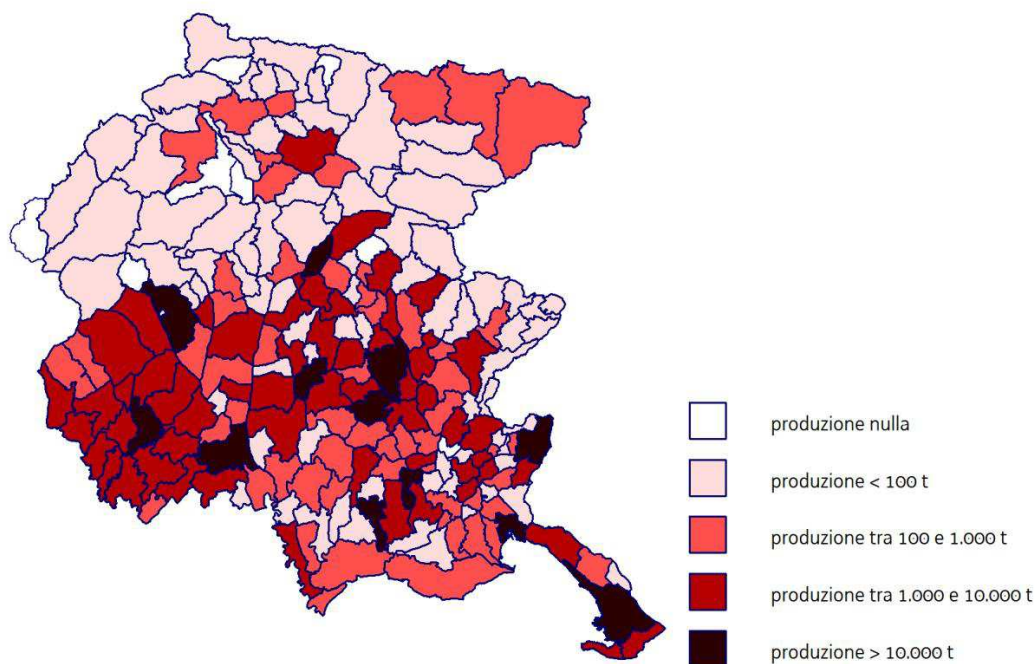 produzione nulla
produzione < 100 t
produzione tra 100 e 1.000 t
produzione tra 1.000 e 10.000 t
produzione > 10.000 t